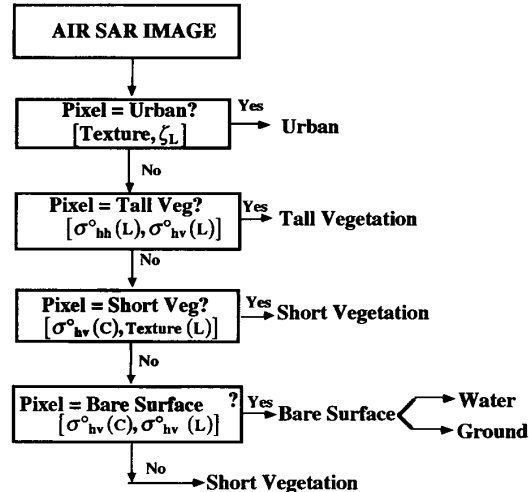 AIR SAR IMAGE
Pixel = Urban?
[Texture, ζL]
Yes
Urban
No
Pixel = Tall Veg?
[σ°hh (L), σ°hv (L)]
Yes
Tall Vegetation
No
Pixel = Short Veg?
[σ°hv (C), Texture (L)]
Yes
Short Vegetation
No
Pixel = Bare Surface ?
[σ°hv (C), σ°hv (L)]
Yes
Bare Surface
Water
Ground
No
Short Vegetation